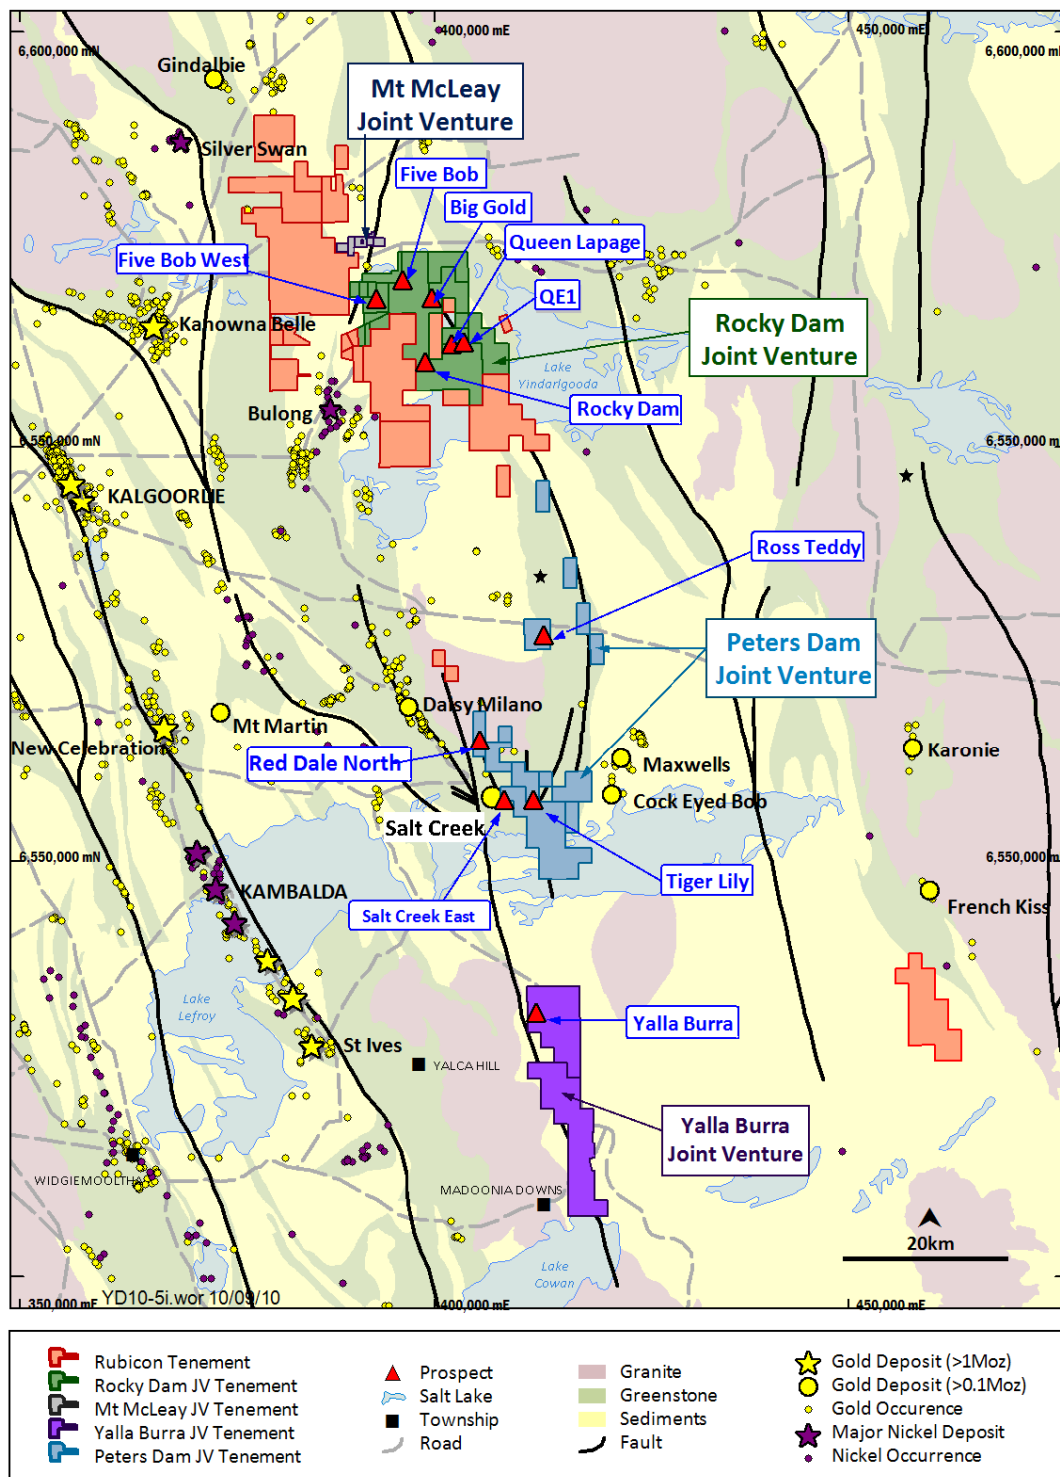 400,000 mE
450,000 mE
6,600,000 mN
6,600,000 mN
Gindalbie
Mt McLeay
Joint Venture
Silver Swan
Five Bob
Big Gold
Queen Lapage
Five Bob West
QE1
Kanowna Belle
Rocky Dam
Joint Venture
Lake
Yindarlgooda
Rocky Dam
Bulong
6,550,000 mN
6,550,000 mN
KALGOORLIE
Ross Teddy
Peters Dam
Joint Venture
Daisy Milano
Mt Martin
New Celebration
Red Dale North
Maxwells
Karonie
Cock Eyed Bob
Salt Creek
6,550,000 mN
6,550,000 mN
KAMBALDA
Tiger Lily
Salt Creek East
French Kiss
Lake
Lefroy
Yalla Burra
St Ives
YALCA HILL
Yalla Burra
Joint Venture
WIDGIEMOOLTHA
MADOONIA DOWNS
20km
Lake
Cowan
YD10-5i.wor 10/09/10
350,000 mE
400,000 mE
450,000 mE
Rubicon Tenement
Rocky Dam JV Tenement
Mt McLeay JV Tenement
Yalla Burra JV Tenement
Peters Dam JV Tenement
Prospect
Salt Lake
Township
Road
Granite
Greenstone
Sediments
Fault
Gold Deposit (>1Moz)
Gold Deposit (>0.1Moz)
Gold Occurence
Major Nickel Deposit
Nickel Occurrence